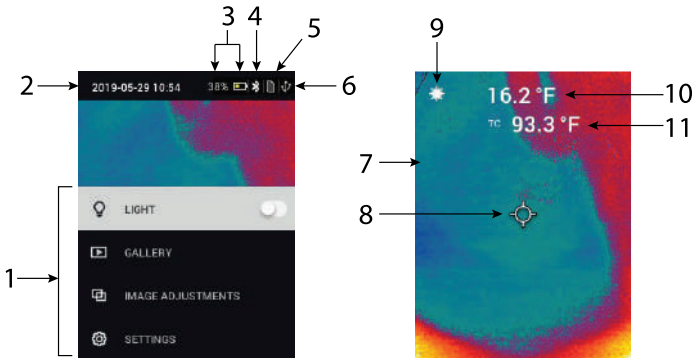 3 4 5
2 2019-05-29 10:54 38% 6
1
LIGHT
GALLERY
IMAGE ADJUSTMENTS
SETTINGS
9
16.2 °F 10
TC 93.3 °F 11
7
8